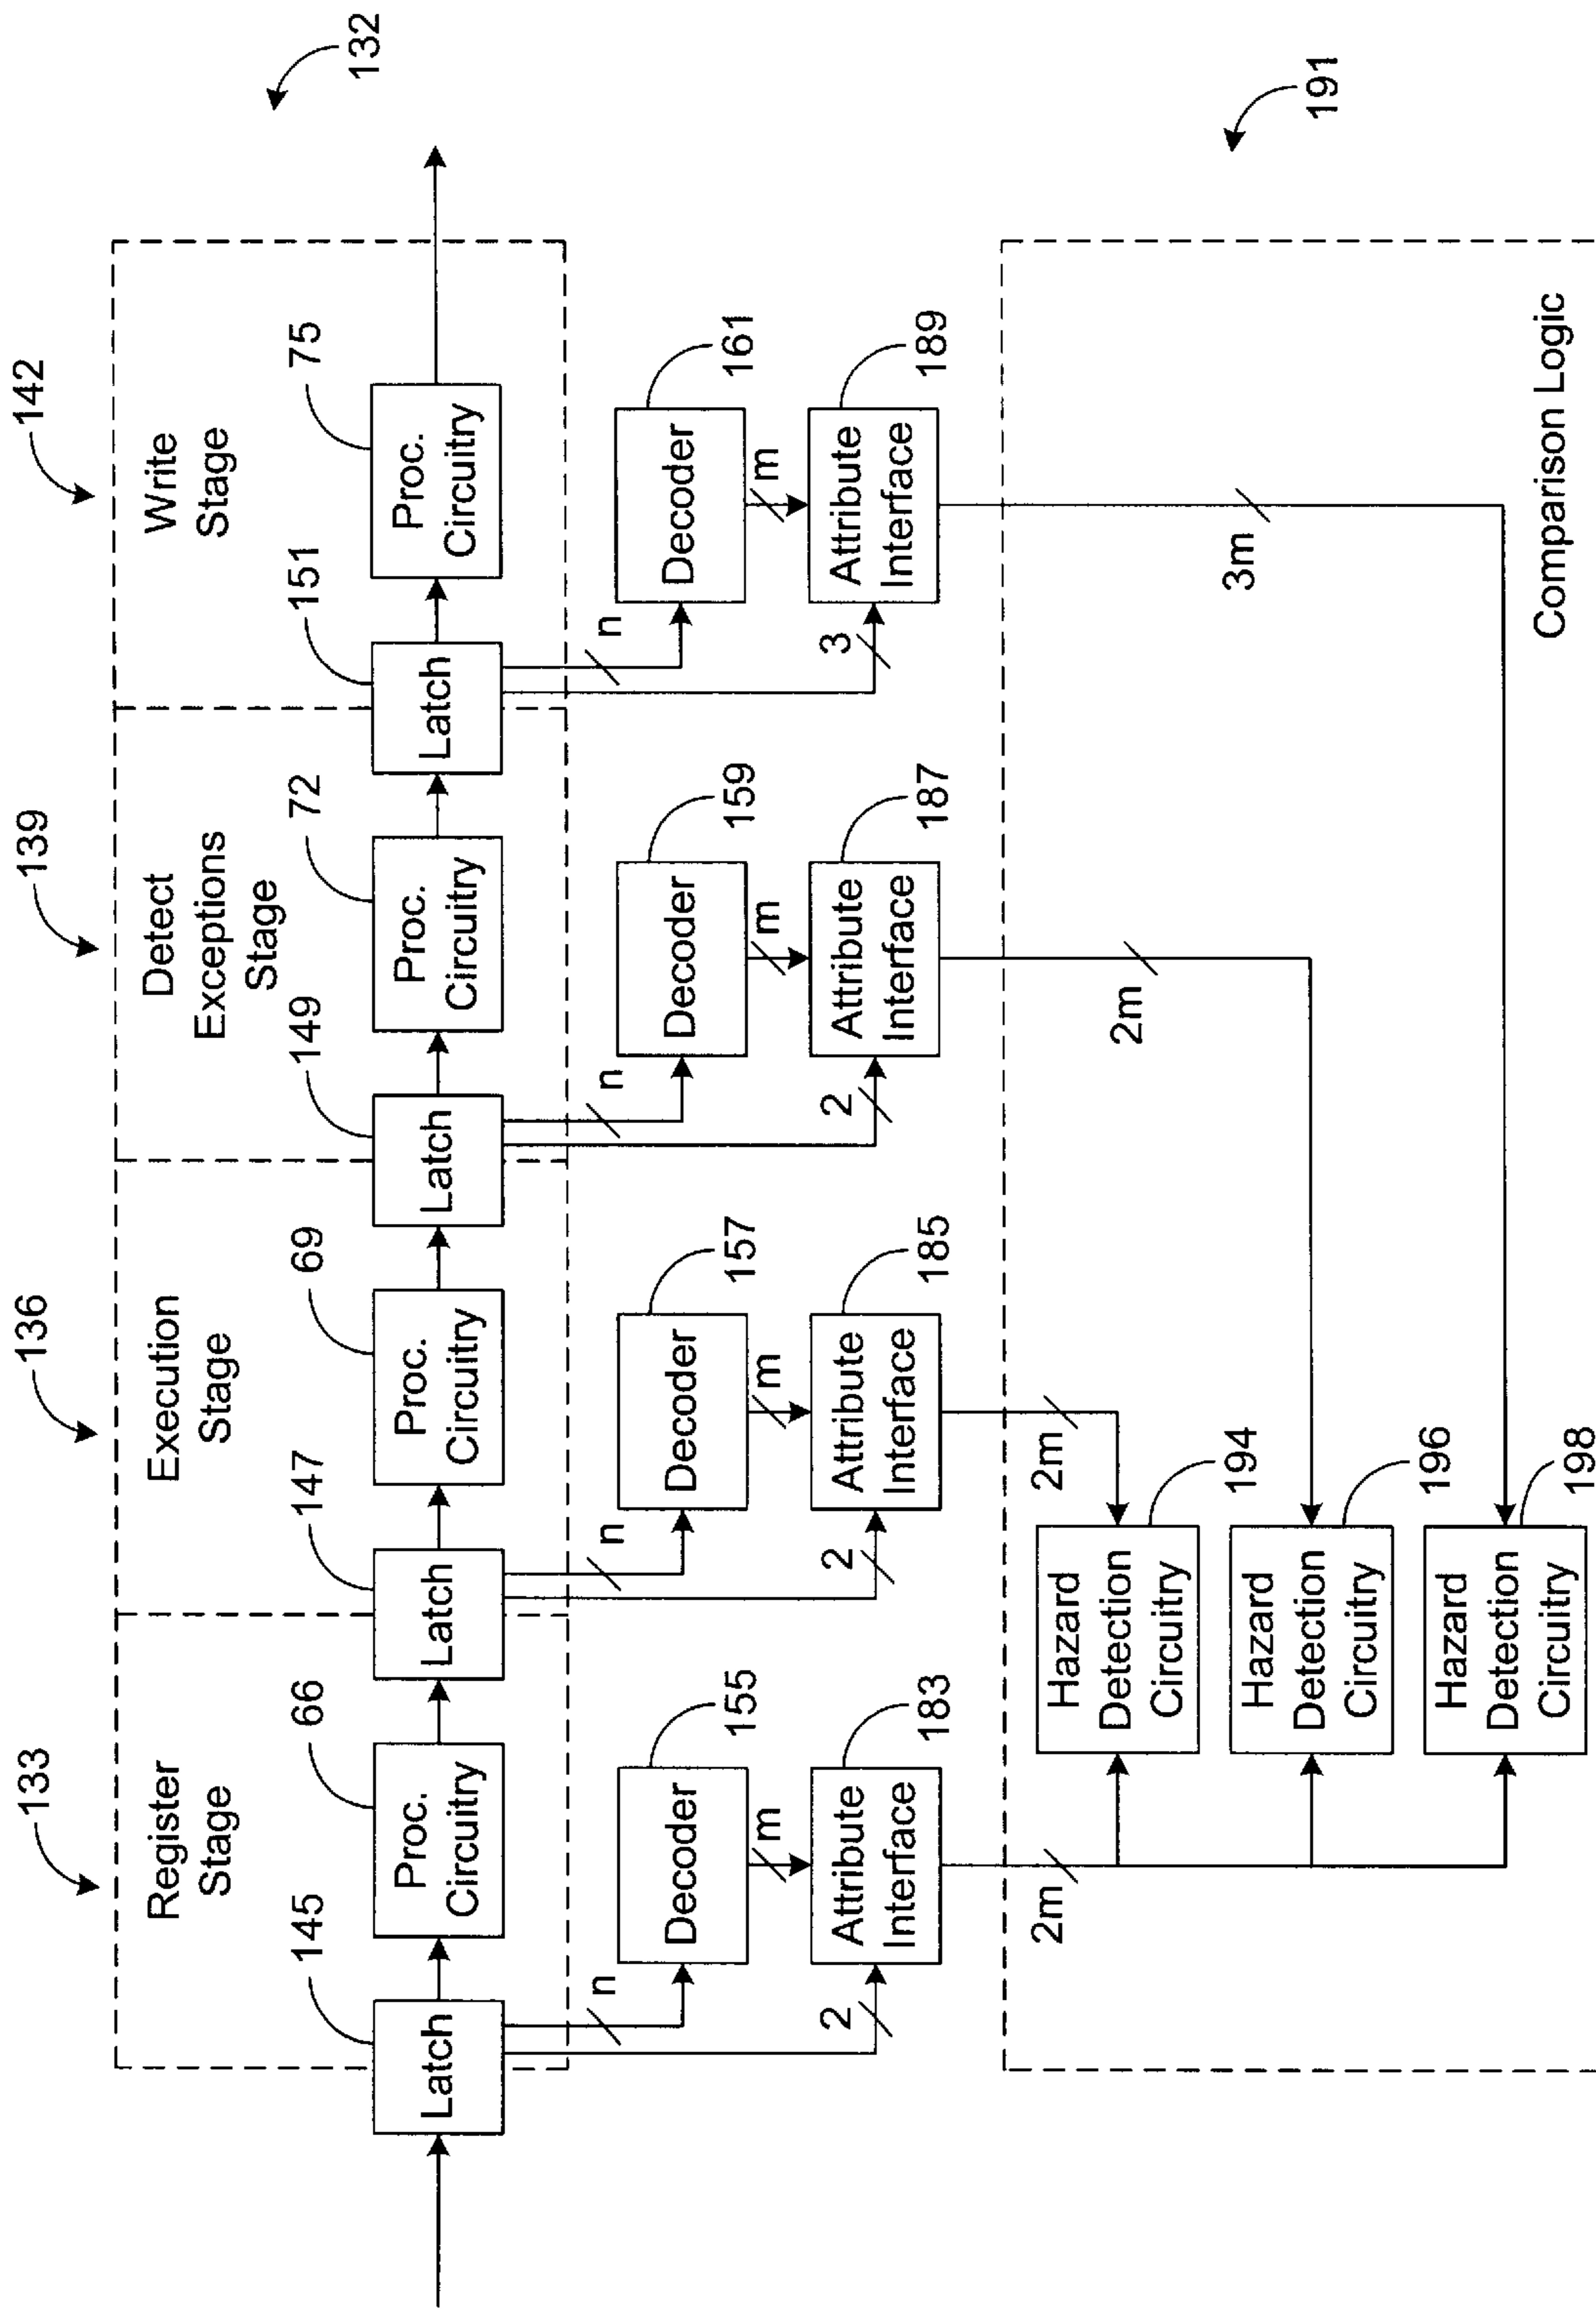 133
136
139
142
132
Register
Stage
Execution
Stage
Detect
Exceptions
Stage
Write
Stage
145
66
147
69
149
72
151
75
Latch
Proc.
Circuitry
Latch
Proc.
Circuitry
Latch
Proc.
Circuitry
Latch
Proc.
Circuitry
n
n
n
n
Decoder
155
Decoder
157
Decoder
159
Decoder
161
m
m
m
m
2
2
2
3
Attribute
Interface
183
Attribute
Interface
185
Attribute
Interface
187
Attribute
Interface
189
2m
2m
2m
3m
191
Hazard
Detection
Circuitry
194
Hazard
Detection
Circuitry
196
Hazard
Detection
Circuitry
198
Comparison Logic